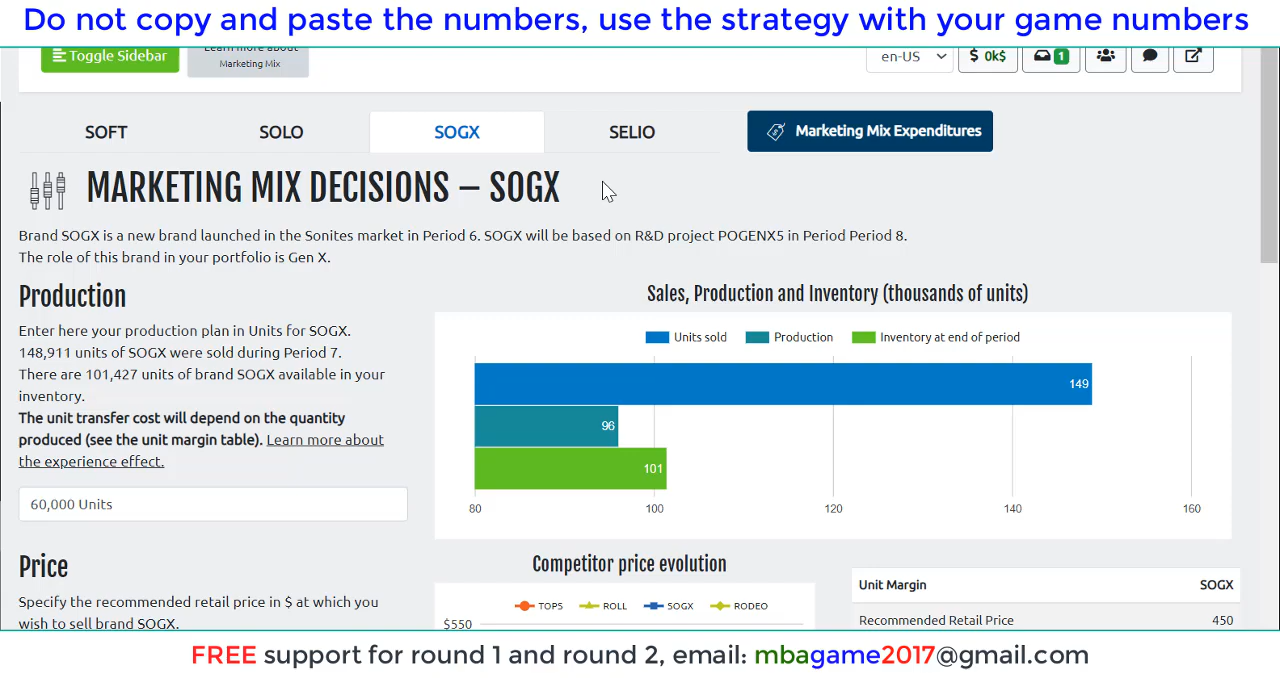 Do not copy and paste the numbers, use the strategy with your game numbers
Toggle Sidebar
Learn more about
Marketing Mix
en-US
$ 0k$
1
SOFT
SOLO
SOGX
SELIO
Marketing Mix Expenditures
MARKETING MIX DECISIONS – SOGX
Brand SOGX is a new brand launched in the Sonites market in Period 6. SOGX will be based on R&D project POGENX5 in Period Period 8.
The role of this brand in your portfolio is Gen X.
Production
Enter here your production plan in Units for SOGX.
148,911 units of SOGX were sold during Period 7.
There are 101,427 units of brand SOGX available in your
inventory.
The unit transfer cost will depend on the quantity
produced (see the unit margin table). Learn more about
the experience effect.
60,000 Units
Sales, Production and Inventory (thousands of units)
Units sold
Production
Inventory at end of period
149
96
101
80
100
120
140
160
Price
Specify the recommended retail price in $ at which you
wish to sell brand SOGX.
Competitor price evolution
TOPS
ROLL
SOGX
RODEO
$550
Unit Margin
SOGX
Recommended Retail Price
450
FREE support for round 1 and round 2, email: mbagame2017@gmail.com